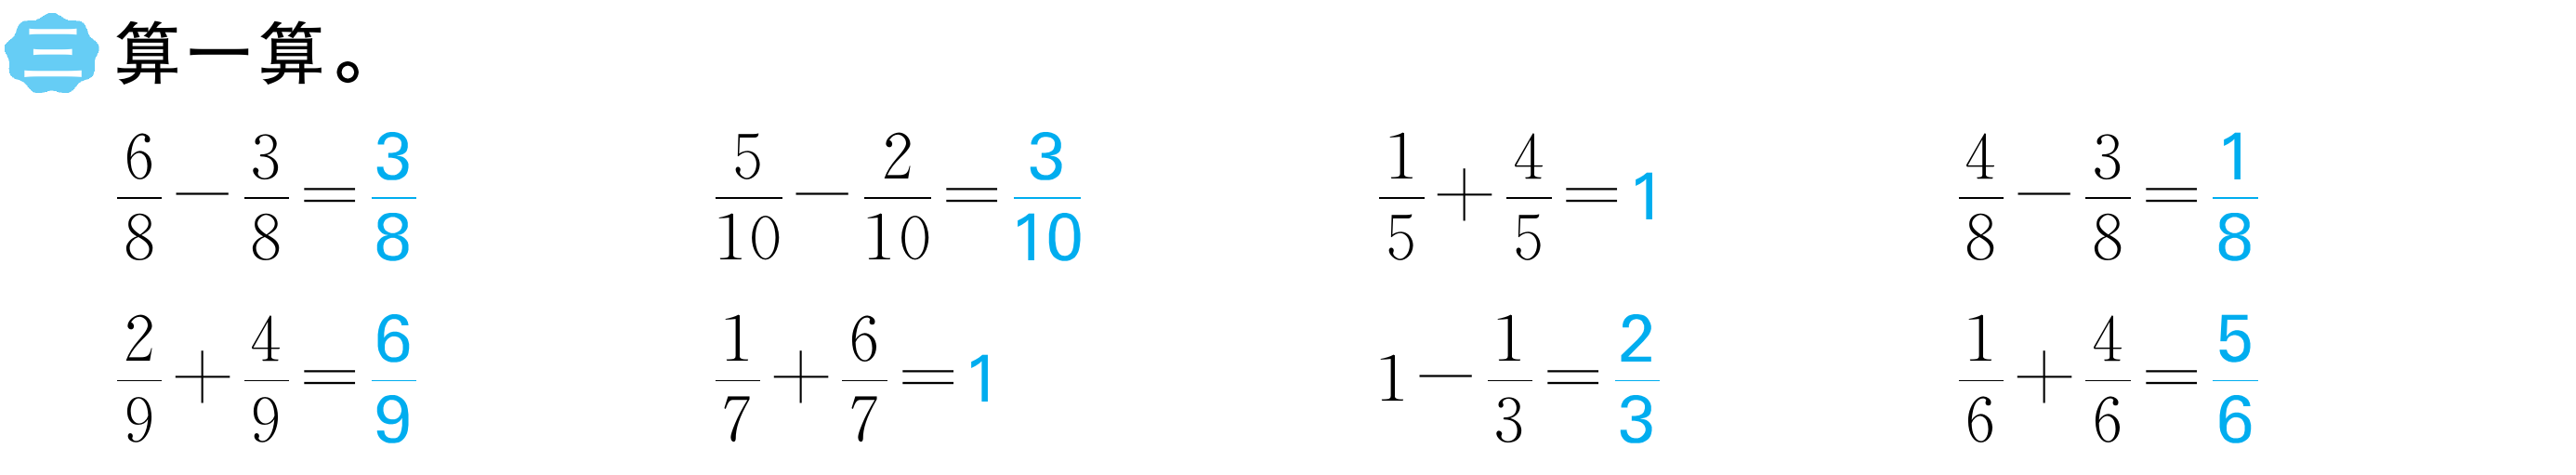 三 算一算。
6/8 − 3/8 = 3/8  5/10 − 2/10 = 3/10  1/5 + 4/5 = 1  4/8 − 3/8 = 1/8
2/9 + 4/9 = 6/9  1/7 + 6/7 = 1  1 − 1/3 = 2/3  1/6 + 4/6 = 5/6